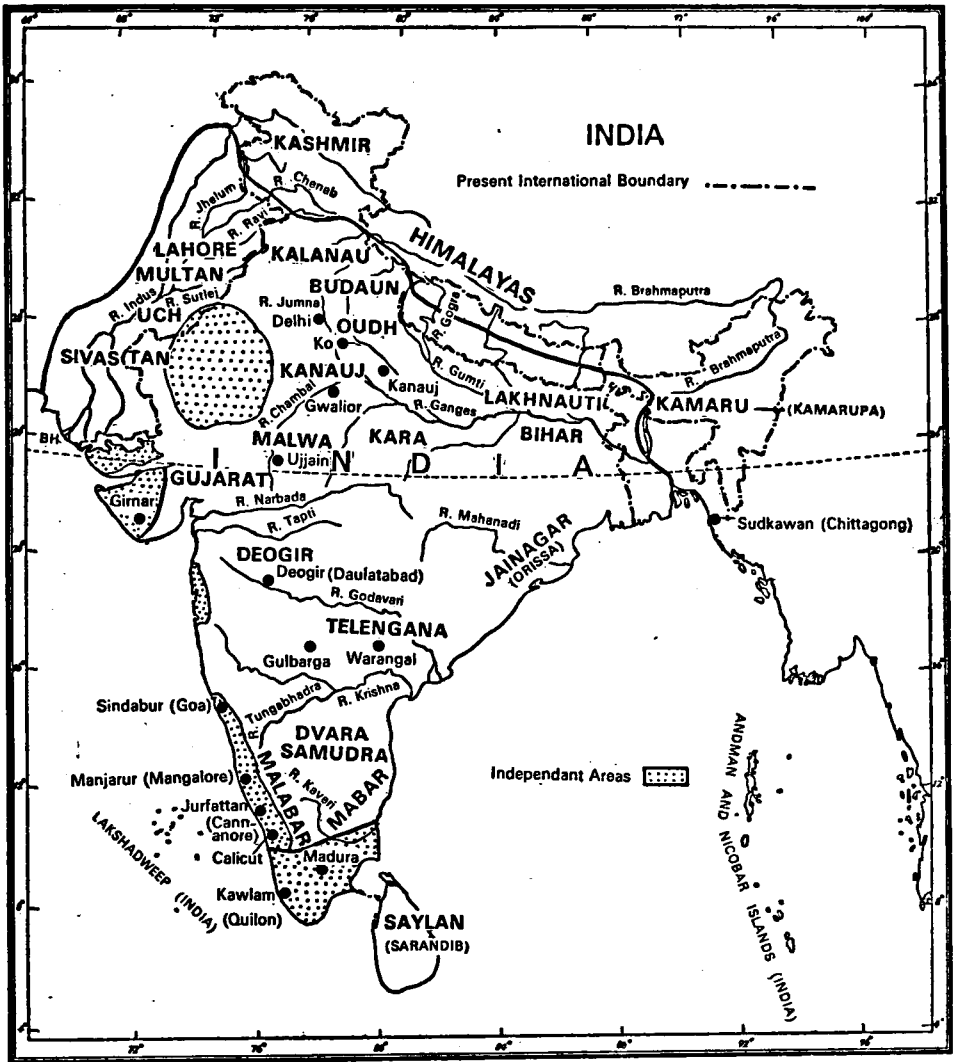 INDIA
Present International Boundary
KASHMIR
R. Chenab
R. Jhelum
R. Ravi
LAHORE
KALANAU
HIMALAYAS
MULTAN
BUDAUN
R. Indus
R. Sutlej
R. Brahmaputra
UCH
R. Jumna
R. Gogra
Delhi
OUDH
SIVASTAN
Ko
R. Brahmaputra
KANAUJ
R. Gumti
Kanauj
R. Chambal
Gwalior
R. Ganges
LAKHNAUTI
KAMARU
(KAMARUPA)
BH.
MALWA
KARA
BIHAR
Ujjain
I N D I A
GUJARAT
Girnar
R. Narbada
R. Tapti
R. Mahanadi
Sudkawan (Chittagong)
JAINAGAR
(ORISSA)
DEOGIR
Deogir (Daulatabad)
R. Godavari
TELENGANA
Gulbarga
Warangal
Sindabur (Goa)
R. Tungabhadra
R. Krishna
DVARA
SAMUDRA
Manjarur (Mangalore)
MALABAR
R. Kaveri
MABAR
Independant Areas
Jurfattan
(Cann-
anore)
Calicut
Madura
LAKSHADWEEP (INDIA)
Kawlam
(Quilon)
SAYLAN
(SARANDIB)
ANDMAN AND NICOBAR ISLANDS (INDIA)